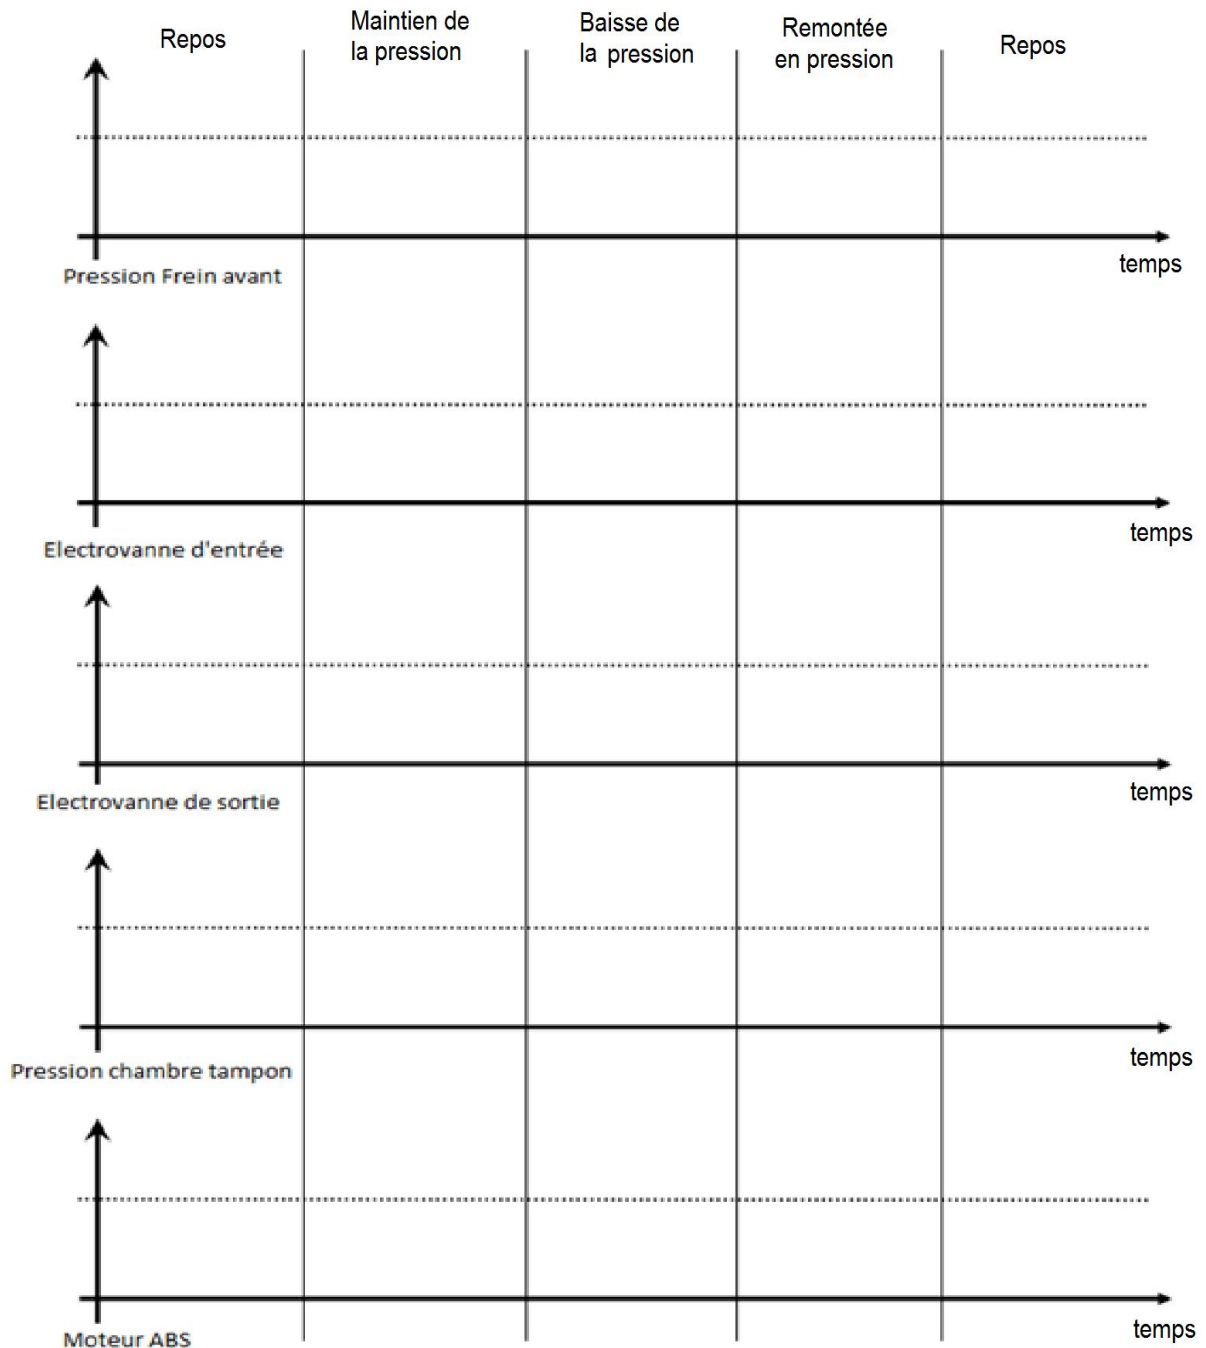 Repos
Maintien de
la pression
Baisse de
la pression
Remontée
en pression
Repos
temps
Pression Frein avant
temps
Electrovanne d'entrée
temps
Electrovanne de sortie
temps
Pression chambre tampon
temps
Moteur ABS